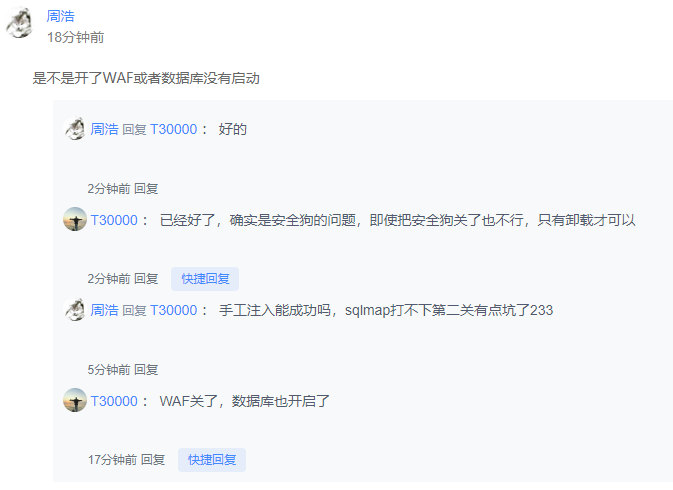 周浩
18分钟前
是不是开了WAF或者数据库没有启动
周浩 回复 T30000： 好的
2分钟前 回复
T30000： 已经好了，确实是安全狗的问题，即使把安全狗关了也不行，只有卸载才可以
2分钟前 回复 快捷回复
周浩 回复 T30000： 手工注入能成功吗，sqlmap打不下第二关有点坑了233
5分钟前 回复
T30000： WAF关了，数据库也开启了
17分钟前 回复 快捷回复